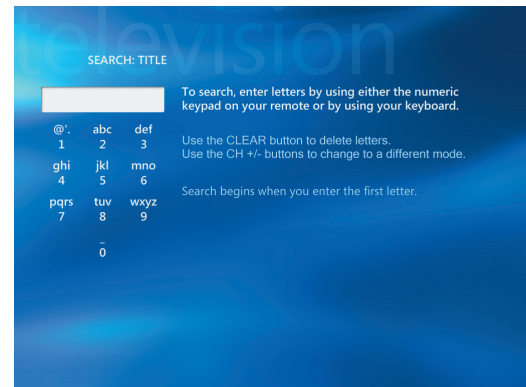 television
SEARCH: TITLE
To search, enter letters by using either the numeric
keypad on your remote or by using your keyboard.
@'. abc def
1 2 3
Use the CLEAR button to delete letters.
Use the CH +/- buttons to change to a different mode.
ghi jkl mno
4 5 6
Search begins when you enter the first letter.
pqrs tuv wxyz
7 8 9
_
0